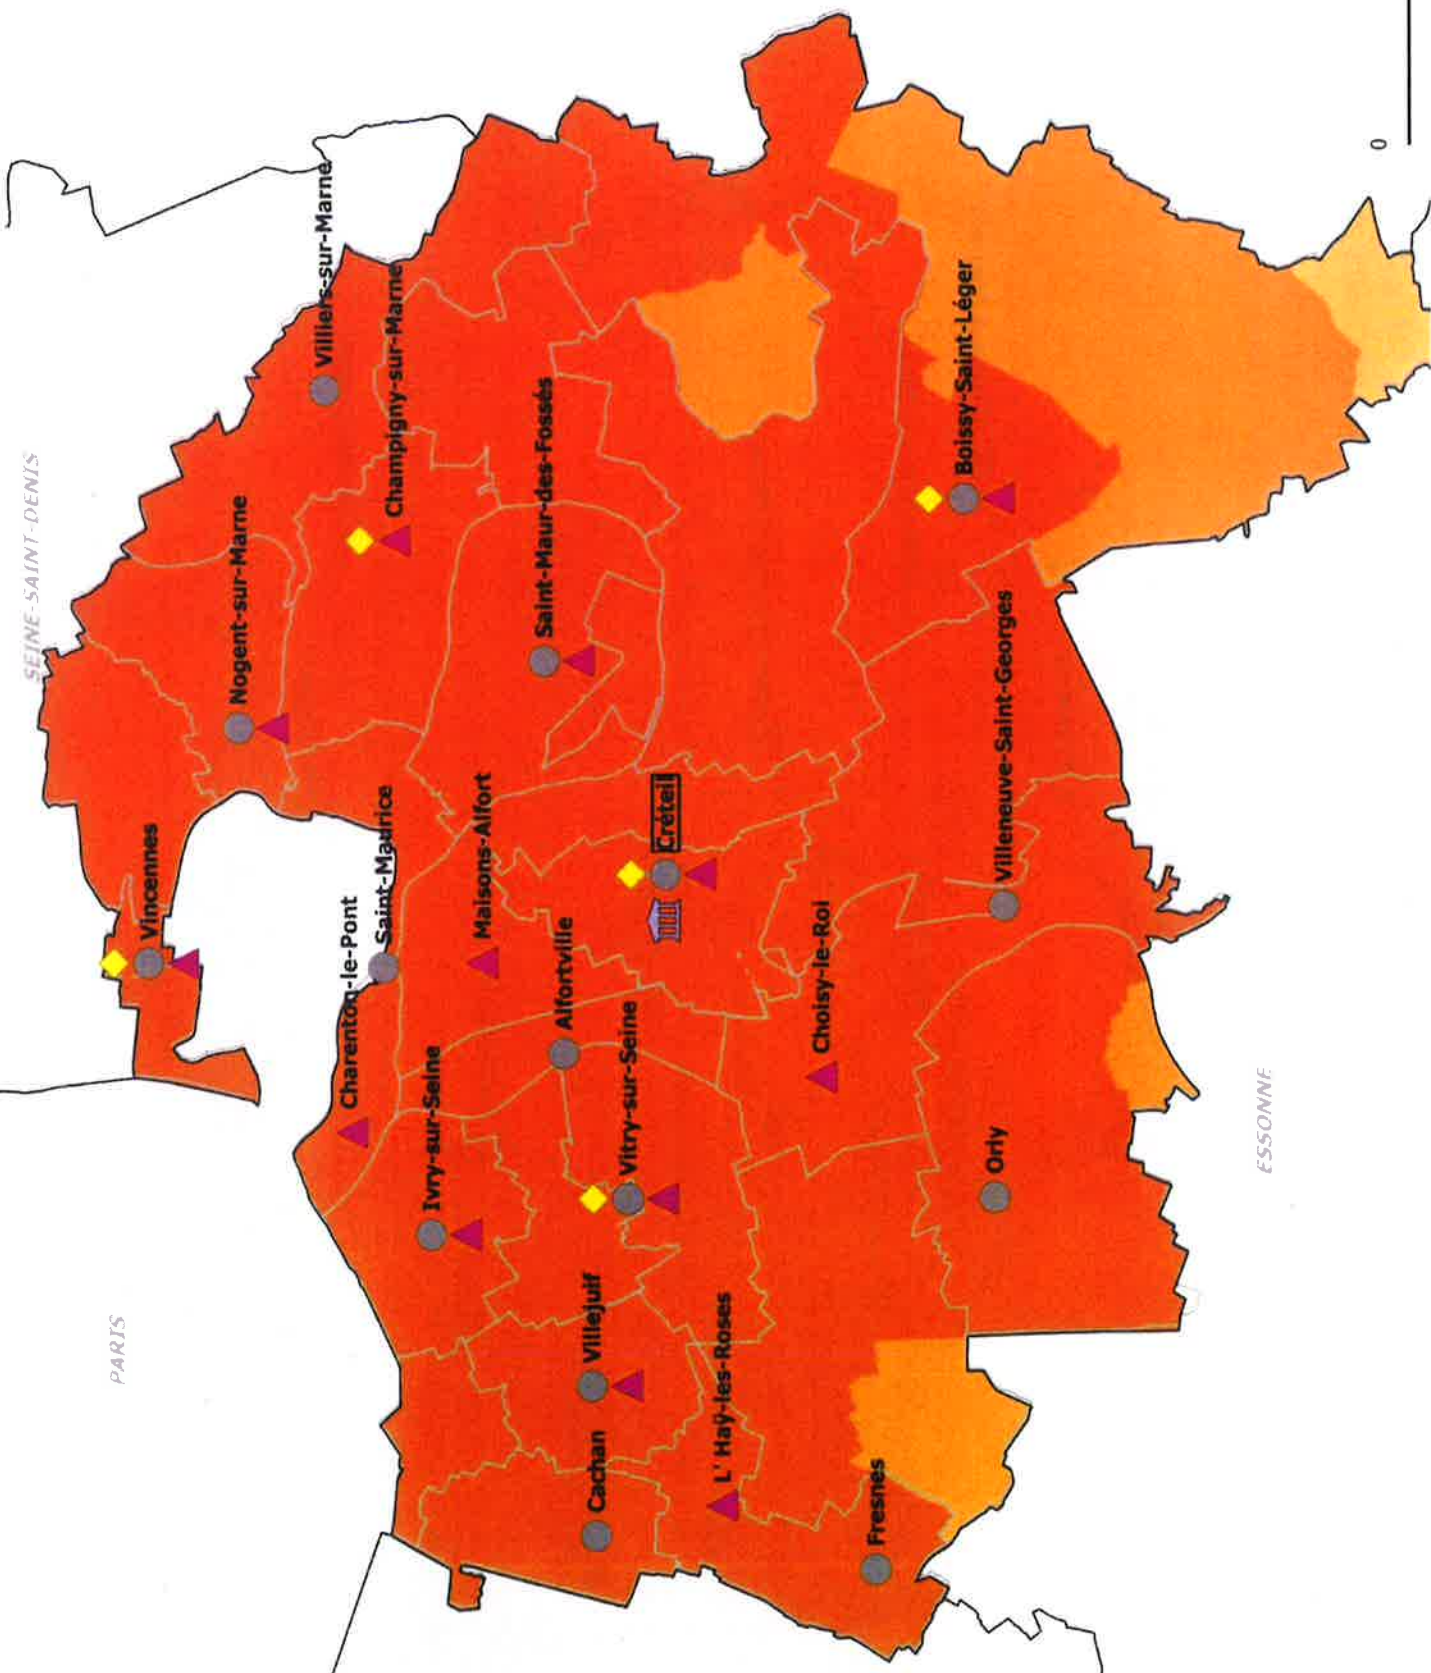 SEINE-SAINT-DENIS
PARIS
Vincennes
Nogent-sur-Marne
Villiers-sur-Marne
Champigny-sur-Marne
Charenton-le-Pont
Saint-Maurice
Ivry-sur-Seine
Maisons-Alfort
Saint-Maur-des-Fossés
Alfortville
Cachan
Villejuif
Vitry-sur-Seine
Créteil
L' Haÿ-les-Roses
Choisy-le-Roi
Fresnes
Boissy-Saint-Léger
Orly
Villeneuve-Saint-Georges
ESSONNE
0